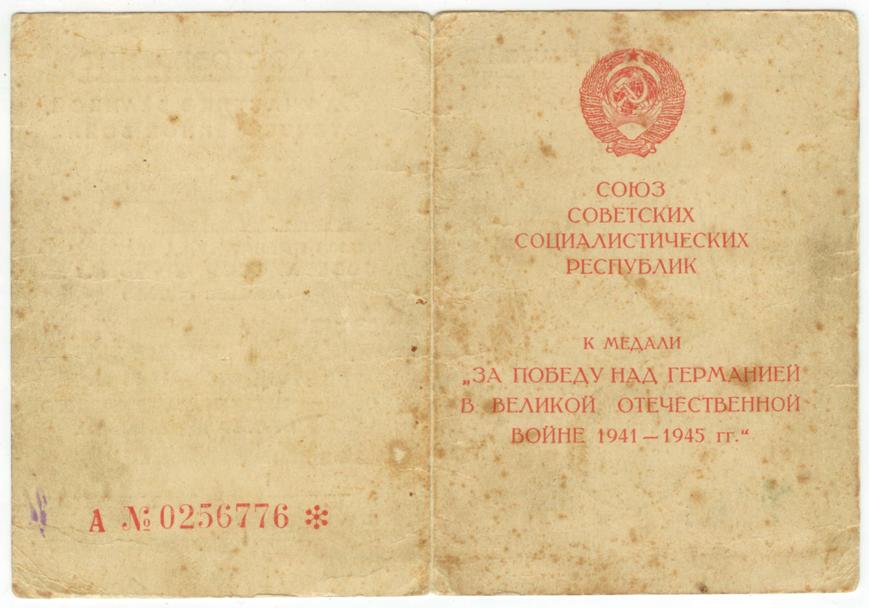 А № 0256776 *
СОЮЗ
СОВЕТСКИХ
СОЦИАЛИСТИЧЕСКИХ
РЕСПУБЛИК
К МЕДАЛИ
„ЗА ПОБЕДУ НАД ГЕРМАНИЕЙ
В ВЕЛИКОЙ ОТЕЧЕСТВЕННОЙ
ВОЙНЕ 1941—1945 гг.“